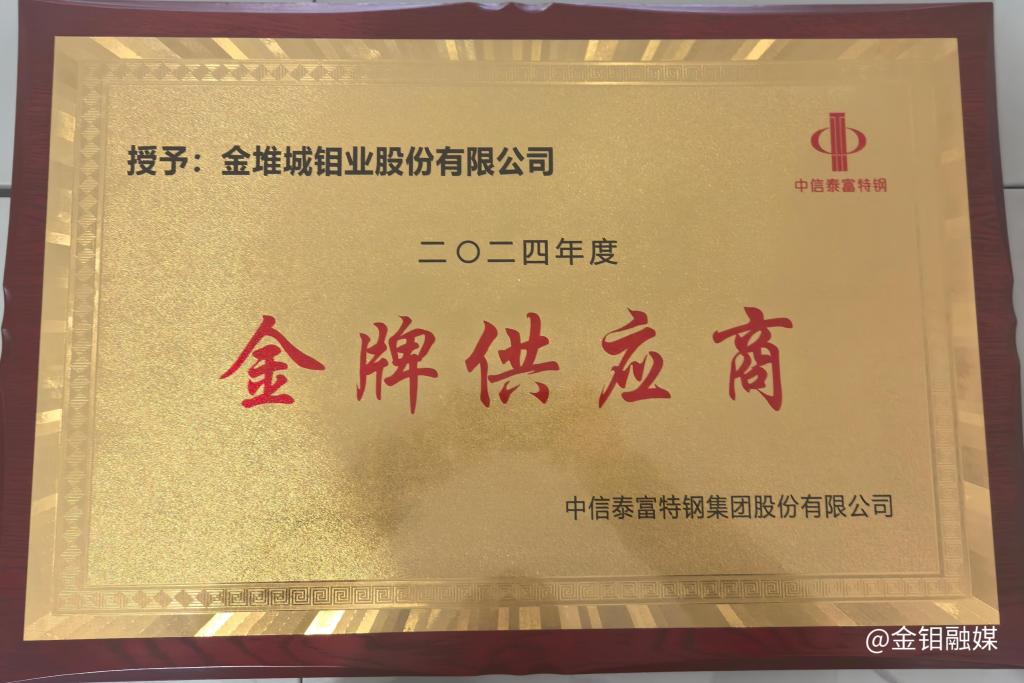 授予：金堆城钼业股份有限公司
中信泰富特钢
二〇二四年度
金牌供应商
中信泰富特钢集团股份有限公司
@金钼融媒